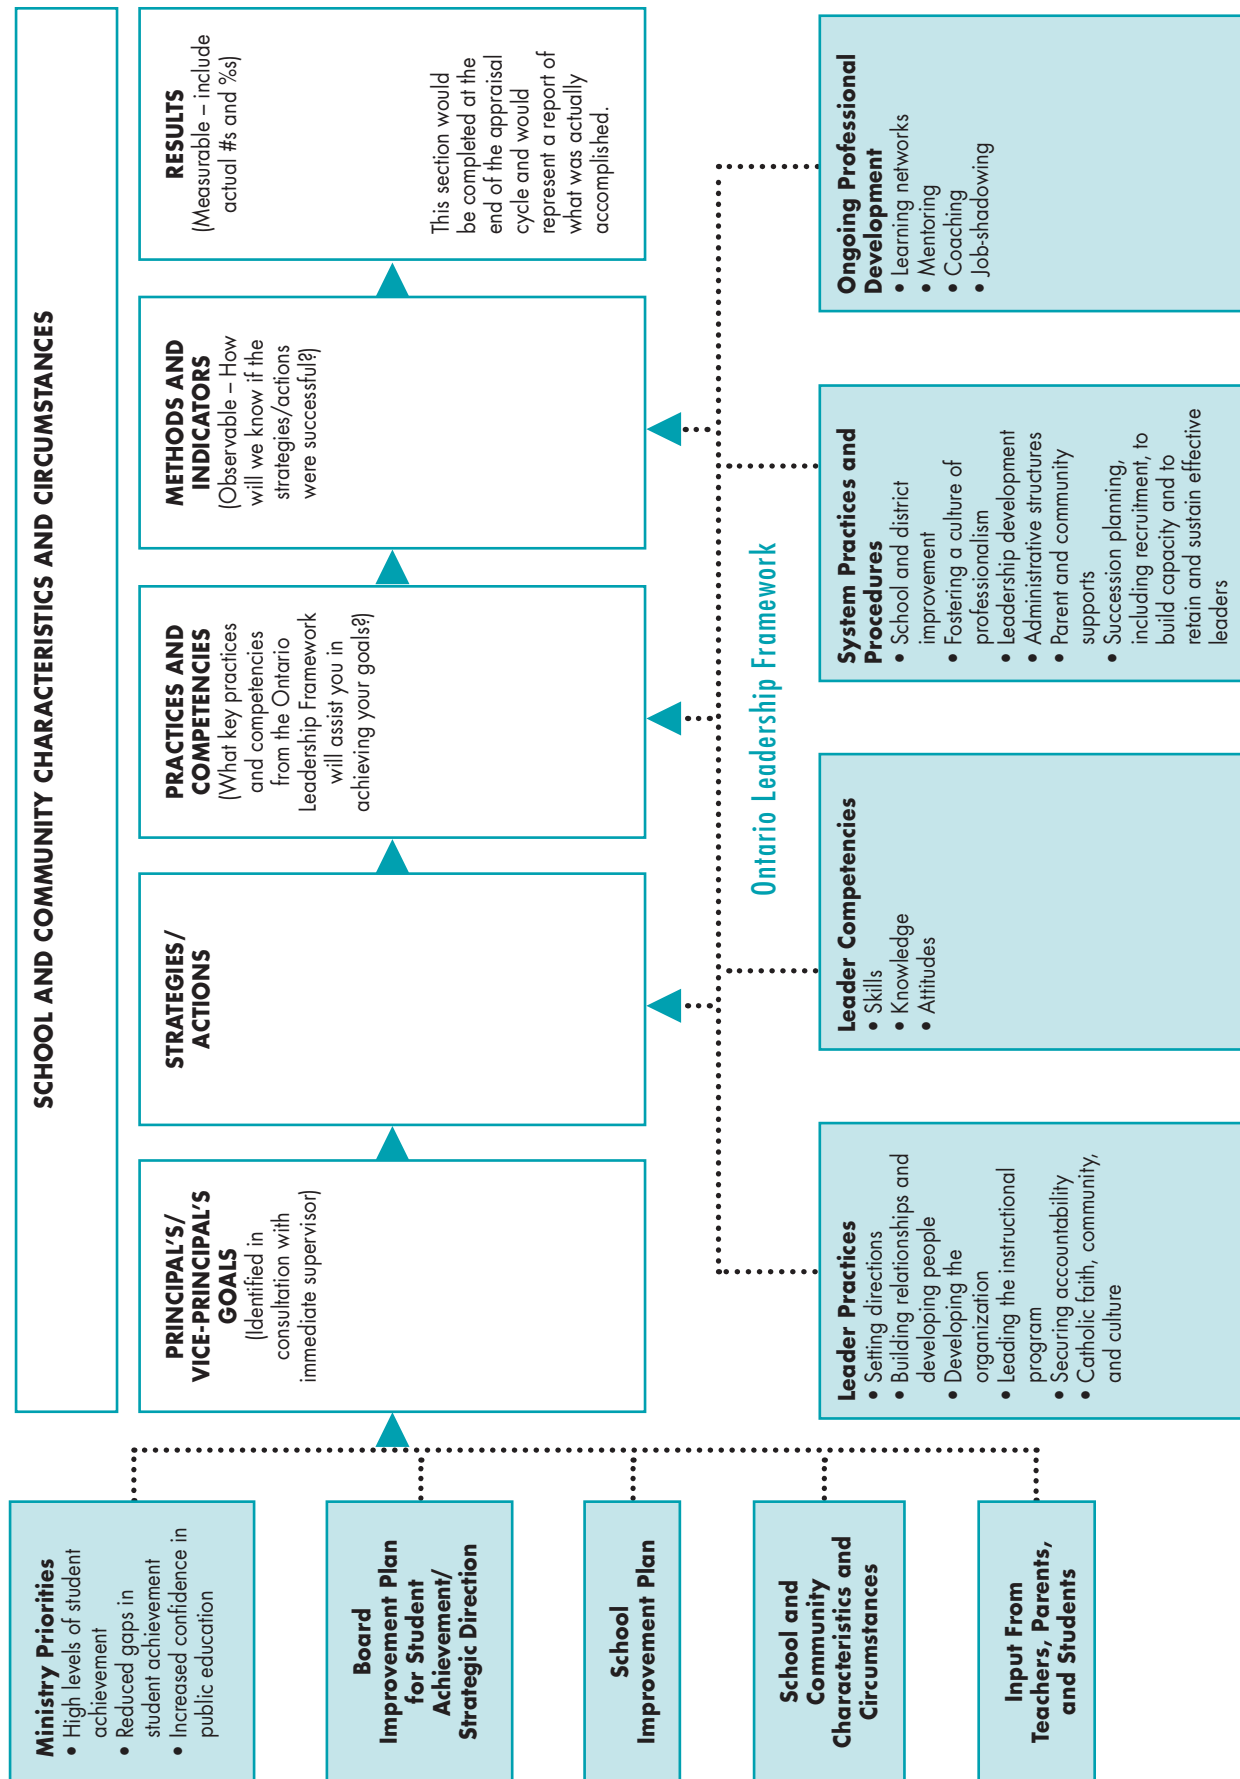 SCHOOL AND COMMUNITY CHARACTERISTICS AND CIRCUMSTANCES
Ministry Priorities
• High levels of student
achievement
• Reduced gaps in
student achievement
• Increased confidence in
public education
Board
Improvement Plan
for Student
Achievement/
Strategic Direction
School
Improvement Plan
School and
Community
Characteristics and
Circumstances
Input From
Teachers, Parents,
and Students
PRINCIPAL'S/
VICE-PRINCIPAL'S
GOALS
(Identified in
consultation with
immediate supervisor)
STRATEGIES/
ACTIONS
PRACTICES AND
COMPETENCIES
(What key practices
and competencies
from the Ontario
Leadership Framework
will assist you in
achieving your goals?)
METHODS AND
INDICATORS
(Observable – How
will we know if the
strategies/actions
were successful?)
RESULTS
(Measurable – include
actual #s and %s)
This section would
be completed at the
end of the appraisal
cycle and would
represent a report of
what was actually
accomplished.
Ontario Leadership Framework
Leader Practices
• Setting directions
• Building relationships and
developing people
• Developing the
organization
• Leading the instructional
program
• Securing accountability
• Catholic faith, community,
and culture
Leader Competencies
• Skills
• Knowledge
• Attitudes
System Practices and
Procedures
• School and district
improvement
• Fostering a culture of
professionalism
• Leadership development
• Administrative structures
• Parent and community
supports
• Succession planning,
including recruitment, to
build capacity and to
retain and sustain effective
leaders
Ongoing Professional
Development
• Learning networks
• Mentoring
• Coaching
• Job-shadowing